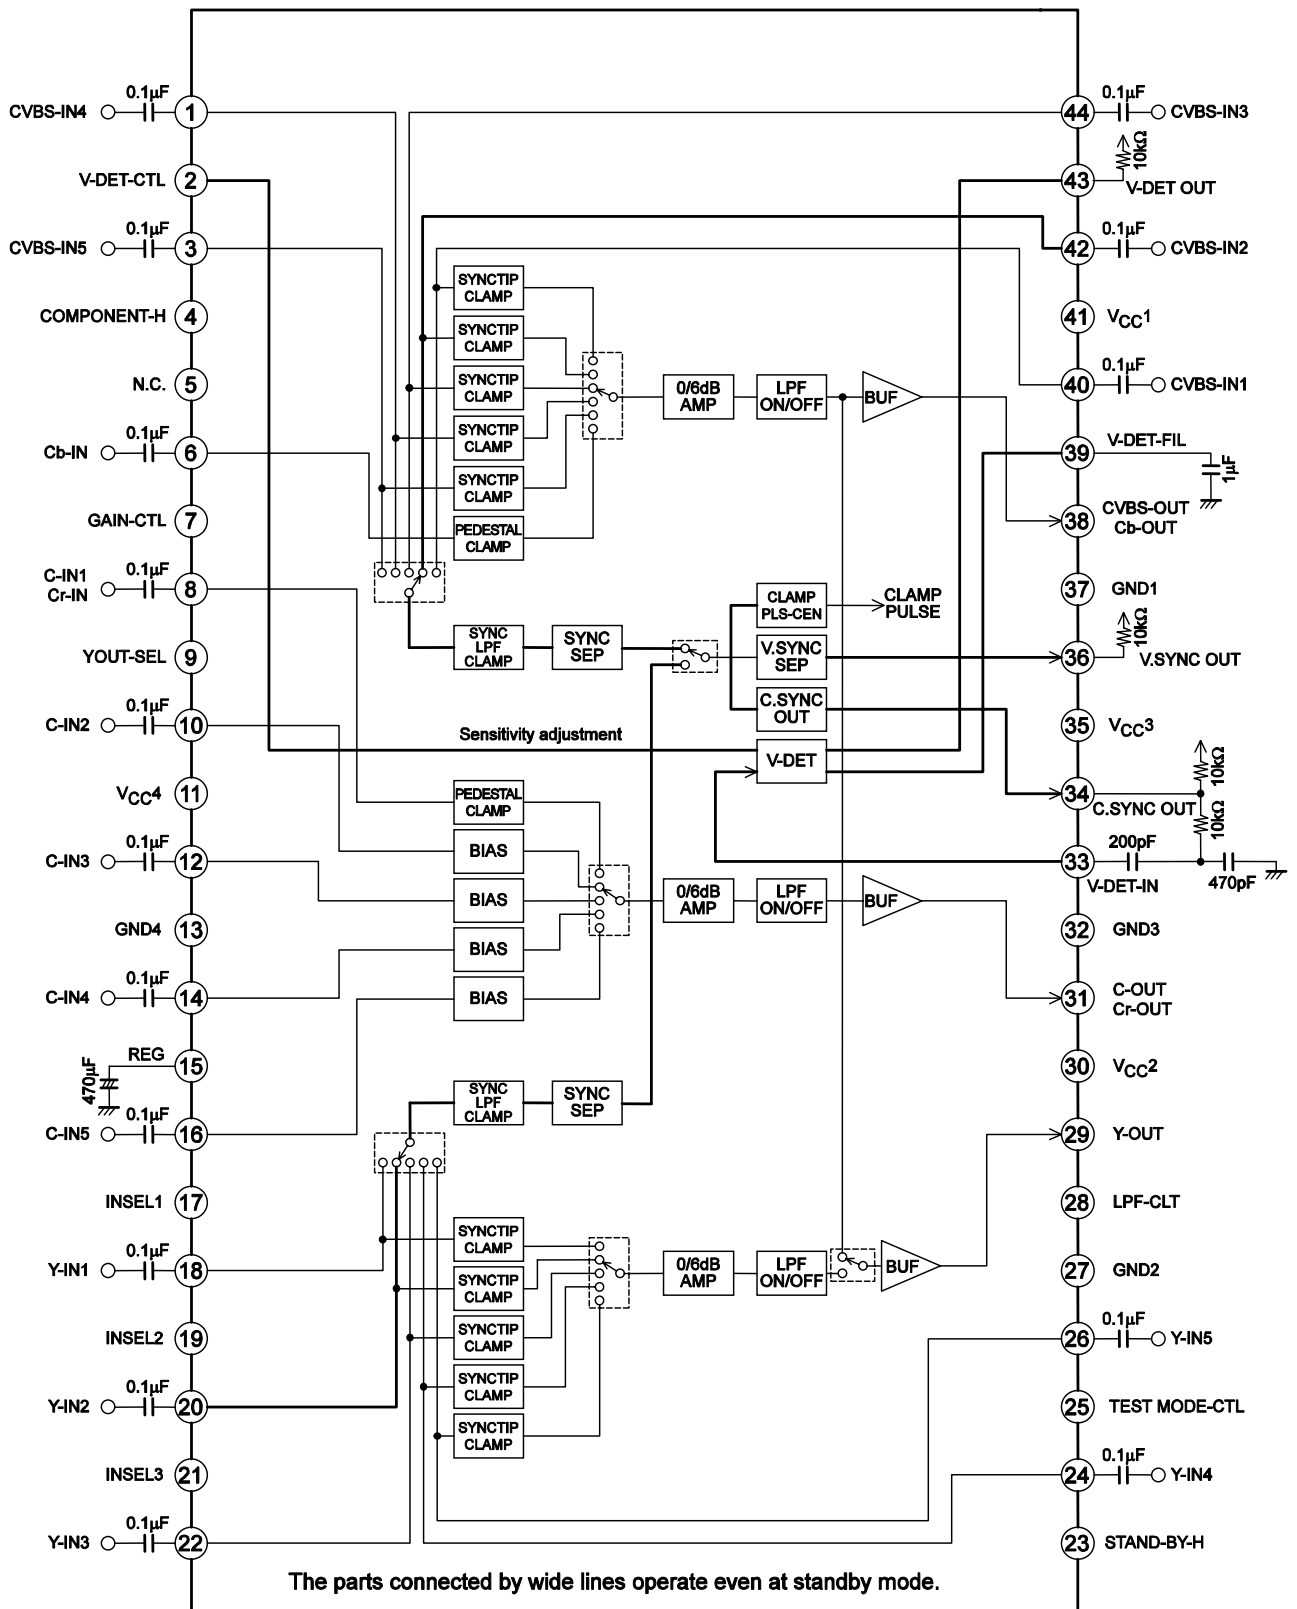 0.1µF
CVBS-IN4
1
V-DET-CTL
2
0.1µF
CVBS-IN5
3
COMPONENT-H
4
N.C.
5
0.1µF
Cb-IN
6
GAIN-CTL
7
0.1µF
C-IN1
Cr-IN
8
YOUT-SEL
9
0.1µF
C-IN2
10
VCC4
11
0.1µF
C-IN3
12
GND4
13
0.1µF
C-IN4
14
REG
15
470µF
0.1µF
C-IN5
16
INSEL1
17
0.1µF
Y-IN1
18
INSEL2
19
0.1µF
Y-IN2
20
INSEL3
21
0.1µF
Y-IN3
22
SYNCTIP
CLAMP
SYNCTIP
CLAMP
SYNCTIP
CLAMP
SYNCTIP
CLAMP
SYNCTIP
CLAMP
PEDESTAL
CLAMP
0/6dB
AMP
LPF
ON/OFF
BUF
SYNC
LPF
CLAMP
SYNC
SEP
CLAMP
PLS-CEN
CLAMP
PULSE
V.SYNC
SEP
C.SYNC
OUT
Sensitivity adjustment
V-DET
PEDESTAL
CLAMP
BIAS
BIAS
BIAS
BIAS
0/6dB
AMP
LPF
ON/OFF
BUF
SYNC
LPF
CLAMP
SYNC
SEP
SYNCTIP
CLAMP
SYNCTIP
CLAMP
SYNCTIP
CLAMP
SYNCTIP
CLAMP
SYNCTIP
CLAMP
0/6dB
AMP
LPF
ON/OFF
BUF
44
0.1µF
CVBS-IN3
10kΩ
43
V-DET OUT
0.1µF
42
CVBS-IN2
41
VCC1
0.1µF
40
CVBS-IN1
39
V-DET-FIL
1µF
38
CVBS-OUT
Cb-OUT
37
GND1
10kΩ
36
V.SYNC OUT
35
VCC3
10kΩ
34
C.SYNC OUT
10kΩ
200pF
33
V-DET-IN
470pF
32
GND3
31
C-OUT
Cr-OUT
30
VCC2
29
Y-OUT
28
LPF-CLT
27
GND2
0.1µF
26
Y-IN5
25
TEST MODE-CTL
0.1µF
24
Y-IN4
23
STAND-BY-H
The parts connected by wide lines operate even at standby mode.